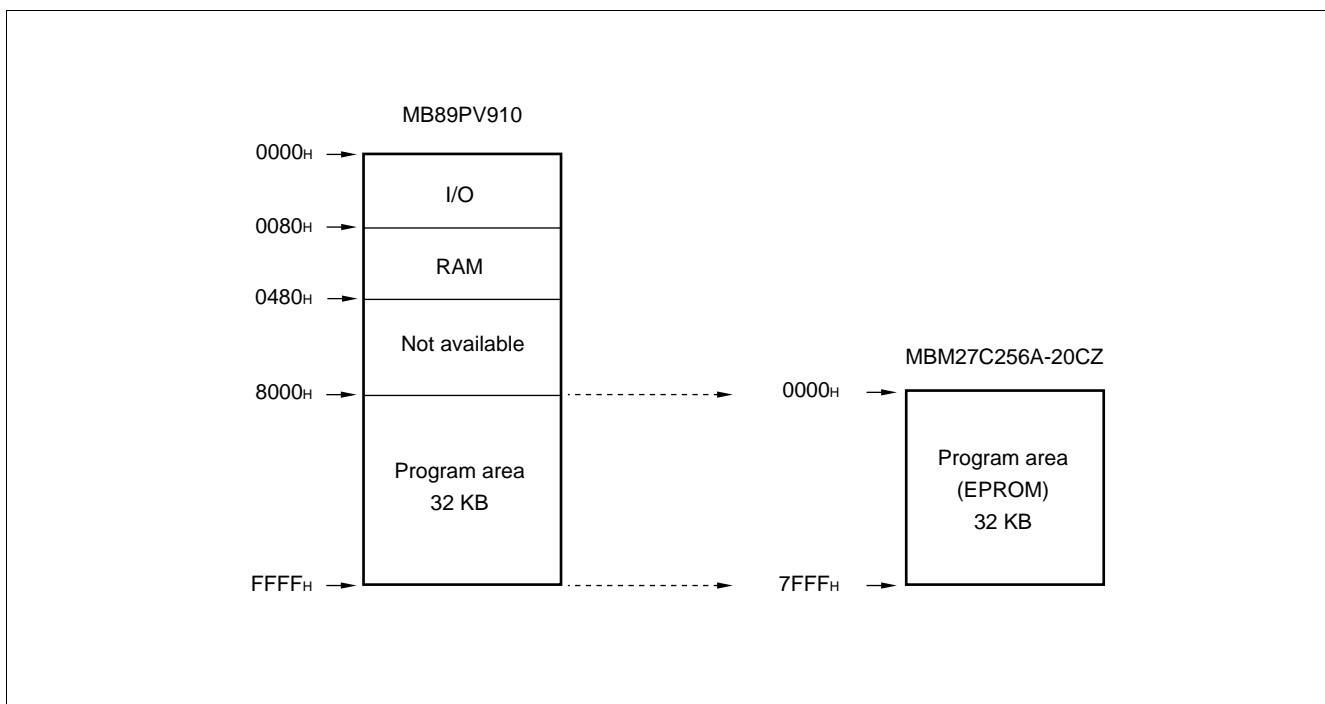 MB89PV910
0000H
I/O
0080H
RAM
0480H
Not available
MBM27C256A-20CZ
8000H
0000H
Program area
32 KB
Program area
(EPROM)
32 KB
FFFFH
7FFFH